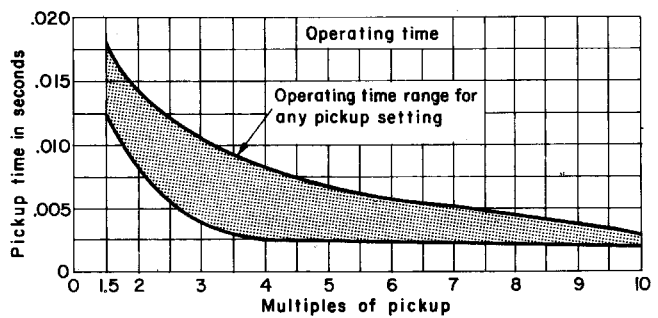 .020
Operating time
.015
Operating time range for
any pickup setting
.010
.005
0
Pickup time in seconds
0 1.5 2 3 4 5 6 7 8 9 10
Multiples of pickup